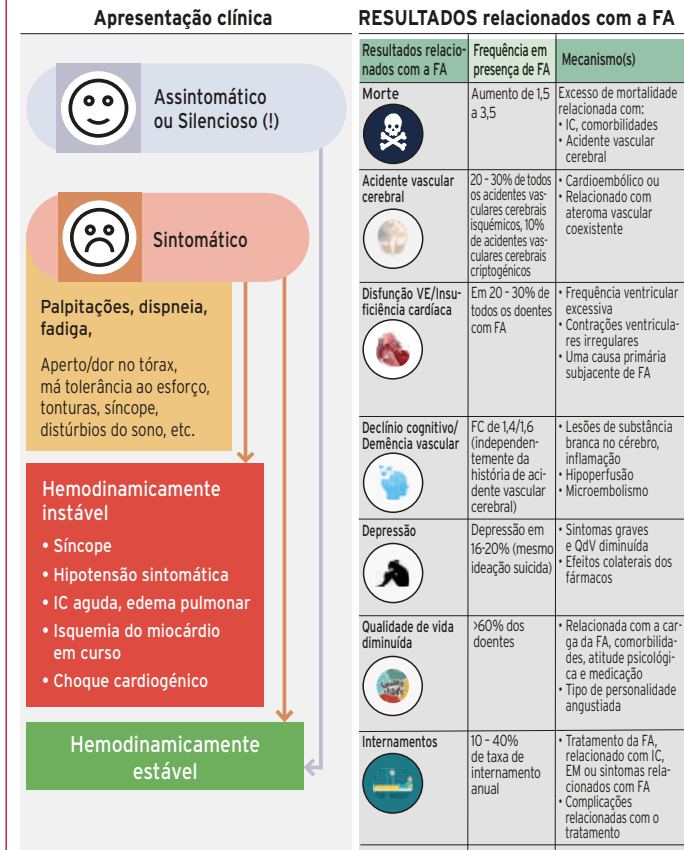 Apresentação clínica
Assintomático
ou Silencioso (!)
Sintomático
Palpitações, dispneia,
fadiga,
Aperto/dor no tórax,
má tolerância ao esforço,
tonturas, síncope,
distúrbios do sono, etc.
Hemodinamicamente
instável
• Síncope
• Hipotensão sintomática
• IC aguda, edema pulmonar
• Isquemia do miocárdio
em curso
• Choque cardiogénico
Hemodinamicamente
estável
RESULTADOS relacionados com a FA
Resultados relacio-
nados com a FA
Frequência em
presença de FA
Mecanismo(s)
Morte
Aumento de 1,5
a 3,5
Excesso de mortalidade
relacionada com:
• IC, comorbilidades
• Acidente vascular
cerebral
Acidente vascular
cerebral
20 - 30% de todos
os acidentes vas-
culares cerebrais
isquémicos, 10%
de acidentes vas-
culares cerebrais
criptogénicos
• Cardioembólico ou
• Relacionado com
ateroma vascular
coexistente
Disfunção VE/Insu-
ficiência cardíaca
Em 20 - 30% de
todos os doentes
com FA
• Frequência ventricular
excessiva
• Contrações ventricula-
res irregulares
• Uma causa primária
subjacente de FA
Declínio cognitivo/
Demência vascular
FC de 1,4/1,6
(independen-
temente da
história de aci-
dente vascular
cerebral)
• Lesões de substância
branca no cérebro,
inflamação
• Hipoperfusão
• Microembolismo
Depressão
Depressão em
16-20% (mesmo
ideação suicida)
• Sintomas graves
e QdV diminuída
• Efeitos colaterais dos
fármacos
Qualidade de vida
diminuída
>60% dos
doentes
• Relacionada com a car-
ga da FA, comorbilida-
des, atitude psicológi-
ca e medicação
• Tipo de personalidade
angustiada
Internamentos
10 - 40%
de taxa de
internamento
anual
• Tratamento da FA,
relacionado com IC,
EM ou sintomas rela-
cionados com FA
• Complicações
relacionadas com o
tratamento